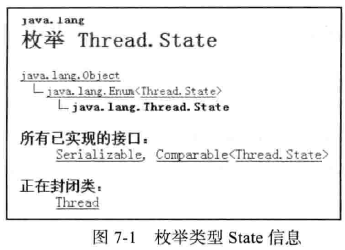 java.lang
枚举 Thread.State
java.lang.Object
java.lang.Enum<Thread.State>
java.lang.Thread.State
所有已实现的接口:
Serializable, Comparable<Thread.State>
正在封闭类:
Thread
图 7-1 枚举类型 State 信息